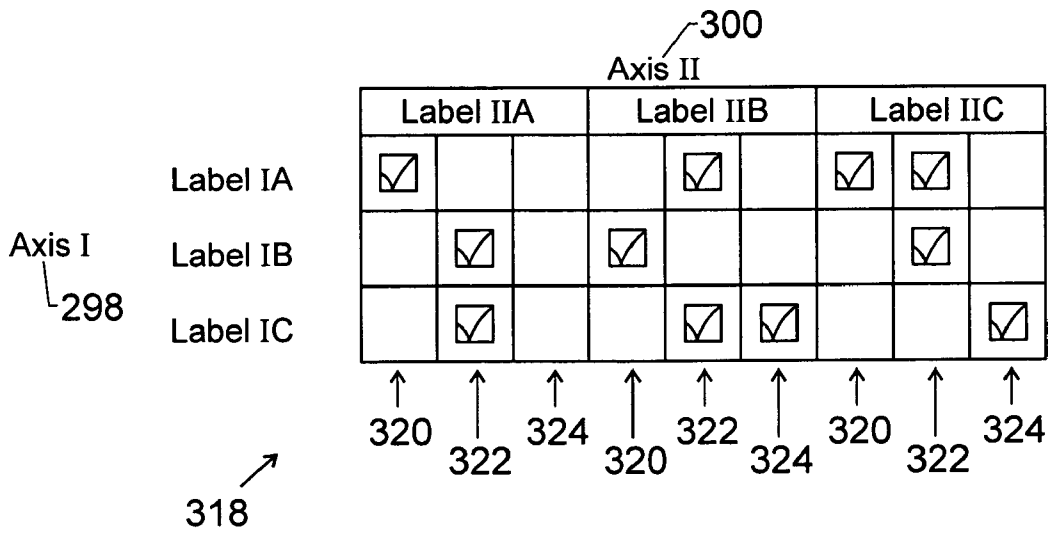 300
Axis II
Label IIA Label IIB Label IIC
Label IA
Axis I Label IB
298
Label IC
320 324 322 320 324
322 320 324 322
318